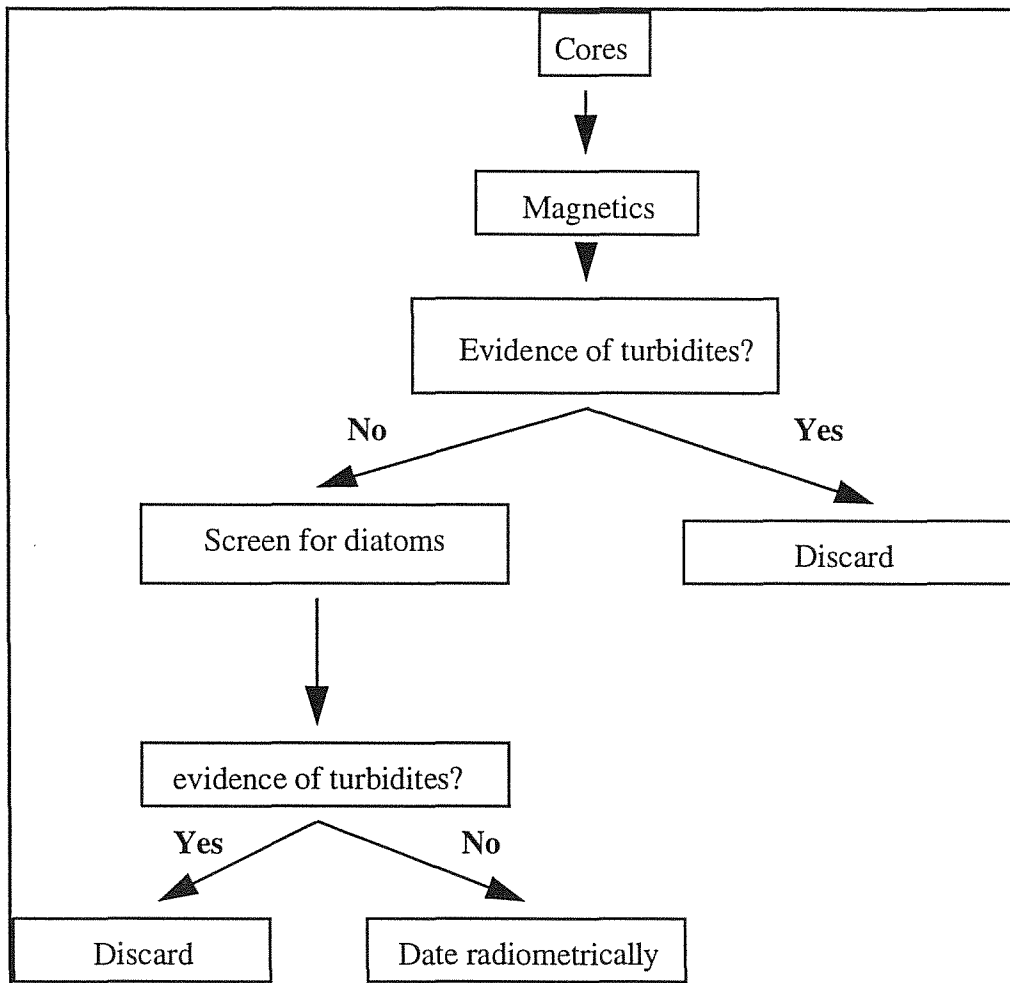 Cores
Magnetics
Evidence of turbidites?
No
Yes
Screen for diatoms
Discard
evidence of turbidites?
Yes
No
Discard
Date radiometrically